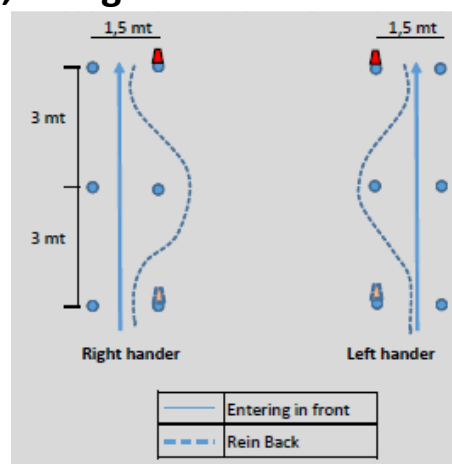 1,5 mt 1,5 mt
3 mt
3 mt
Right hander Left hander
Entering in front
Rein Back